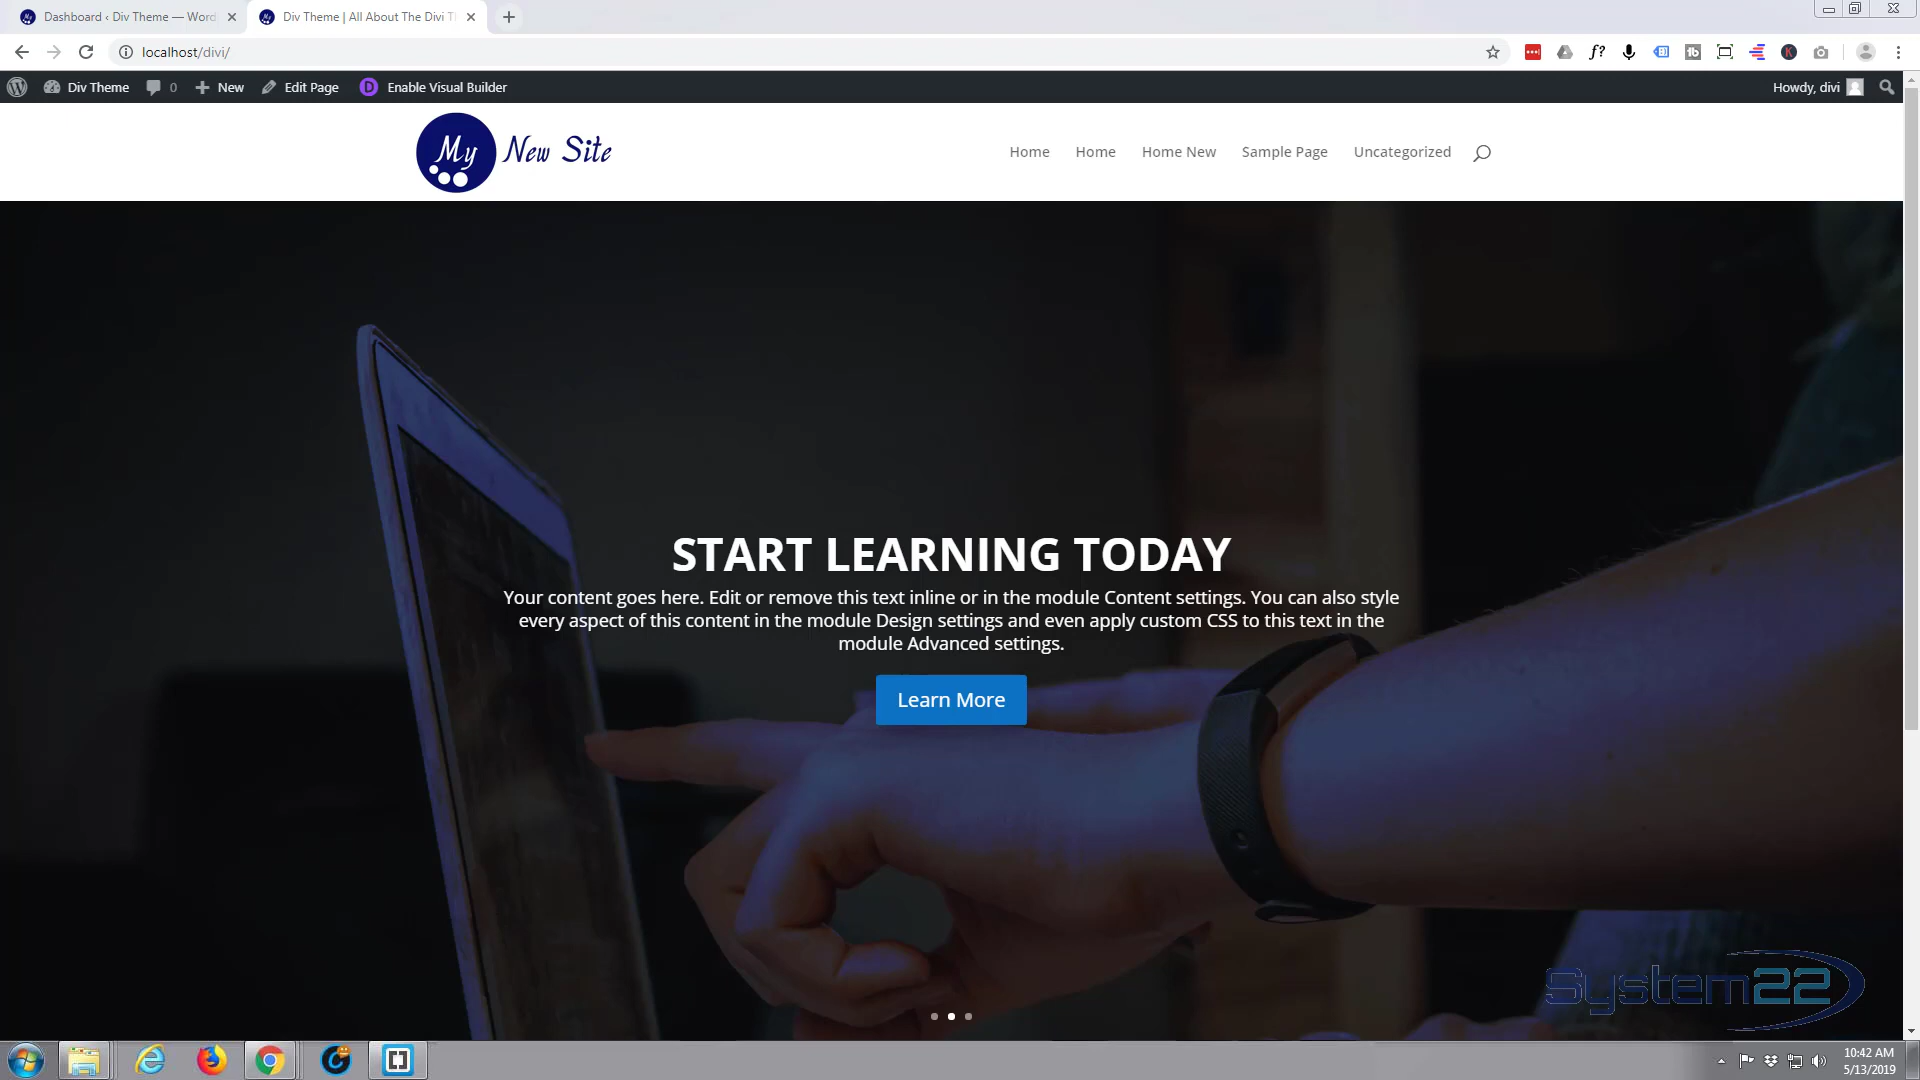 Dashboard ‹ Div Theme — Word
Div Theme | All About The Divi T
localhost/divi/
f?
Div Theme
0
New
Edit Page
D
Enable Visual Builder
Howdy, divi
My New Site
Home
Home
Home New
Sample Page
Uncategorized
START LEARNING TODAY
Your content goes here. Edit or remove this text inline or in the module Content settings. You can also style
every aspect of this content in the module Design settings and even apply custom CSS to this text in the
module Advanced settings.
Learn More
System22
10:42 AM
5/13/2019